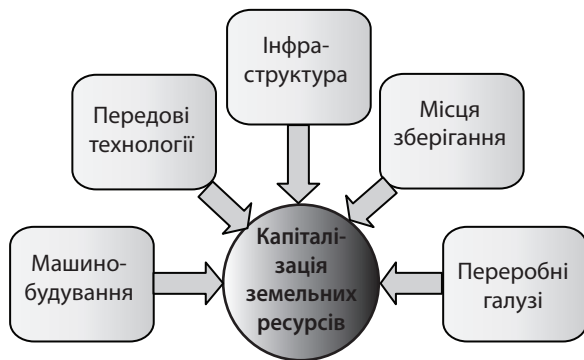 Інфра-
структура
Передові
технології
Місця
зберігання
Машино-
будування
Капіталі-
зація
земельних
ресурсів
Переробні
галузі